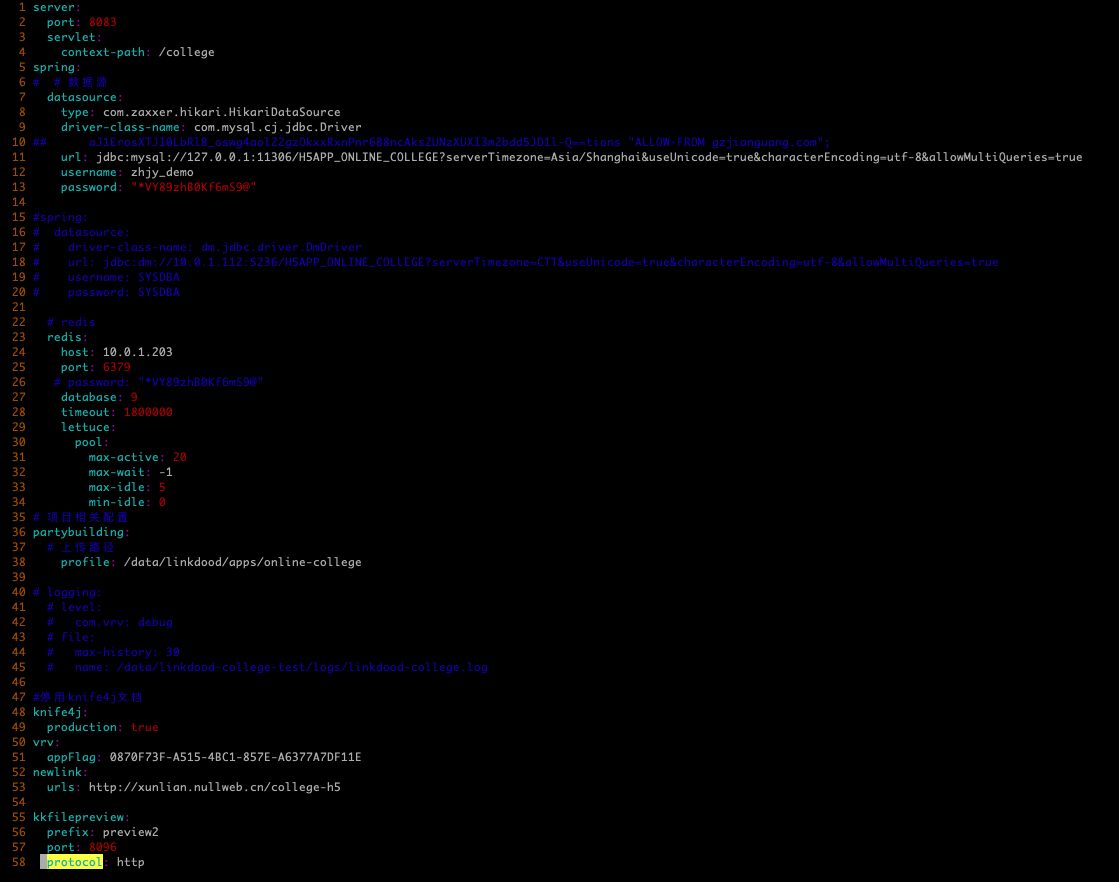 1 server:
2   port: 8083
3   servlet:
4     context-path: /college
5 spring:
6 #  # 数据源
7   datasource:
8     type: com.zaxxer.hikari.HikariDataSource
9     driver-class-name: com.mysql.cj.jdbc.Driver
10 ##      "ALLOW-FROM gzjianguang.com";
11     url: jdbc:mysql://127.0.0.1:11306/H5APP_ONLINE_COLLEGE?serverTimezone=Asia/Shanghai&useUnicode=true&characterEncoding=utf-8&allowMultiQueries=true
12     username: zhjy_demo
13     password: "*VY89zhB0Kf6mS9@"
14
15 #spring:
16 #  datasource:
17 #    driver-class-name: dm.jdbc.driver.DmDriver
18 #    url: jdbc:dm://10.0.1.112:5236/H5APP_ONLINE_COLLEGE?serverTimezone=CTT&useUnicode=true&characterEncoding=utf-8&allowMultiQueries=true
19 #    username: SYSDBA
20 #    password: SYSDBA
21
22   # redis
23   redis:
24     host: 10.0.1.203
25     port: 6379
26    # password: "*VY89zhB0Kf6mS9@"
27     database: 9
28     timeout: 1800000
29     lettuce:
30       pool:
31         max-active: 20
32         max-wait: -1
33         max-idle: 5
34         min-idle: 0
35 # 项目相关配置
36 partybuilding:
37   # 上传路径
38     profile: /data/linkdood/apps/online-college
39
40 # logging:
41   # level:
42   #   com.vrv: debug
43   # file:
44   #   max-history: 30
45   #   name: /data/linkdood-college-test/logs/linkdood-college.log
46
47 #停用knife4j文档
48 knife4j:
49   production: true
50 vrv:
51   appFlag: 0870F73F-A515-4BC1-857E-A6377A7DF11E
52 newlink:
53   urls: http://xunlian.nullweb.cn/college-h5
54
55 kkfilepreview:
56   prefix: preview2
57   port: 8096
58   protocol: http